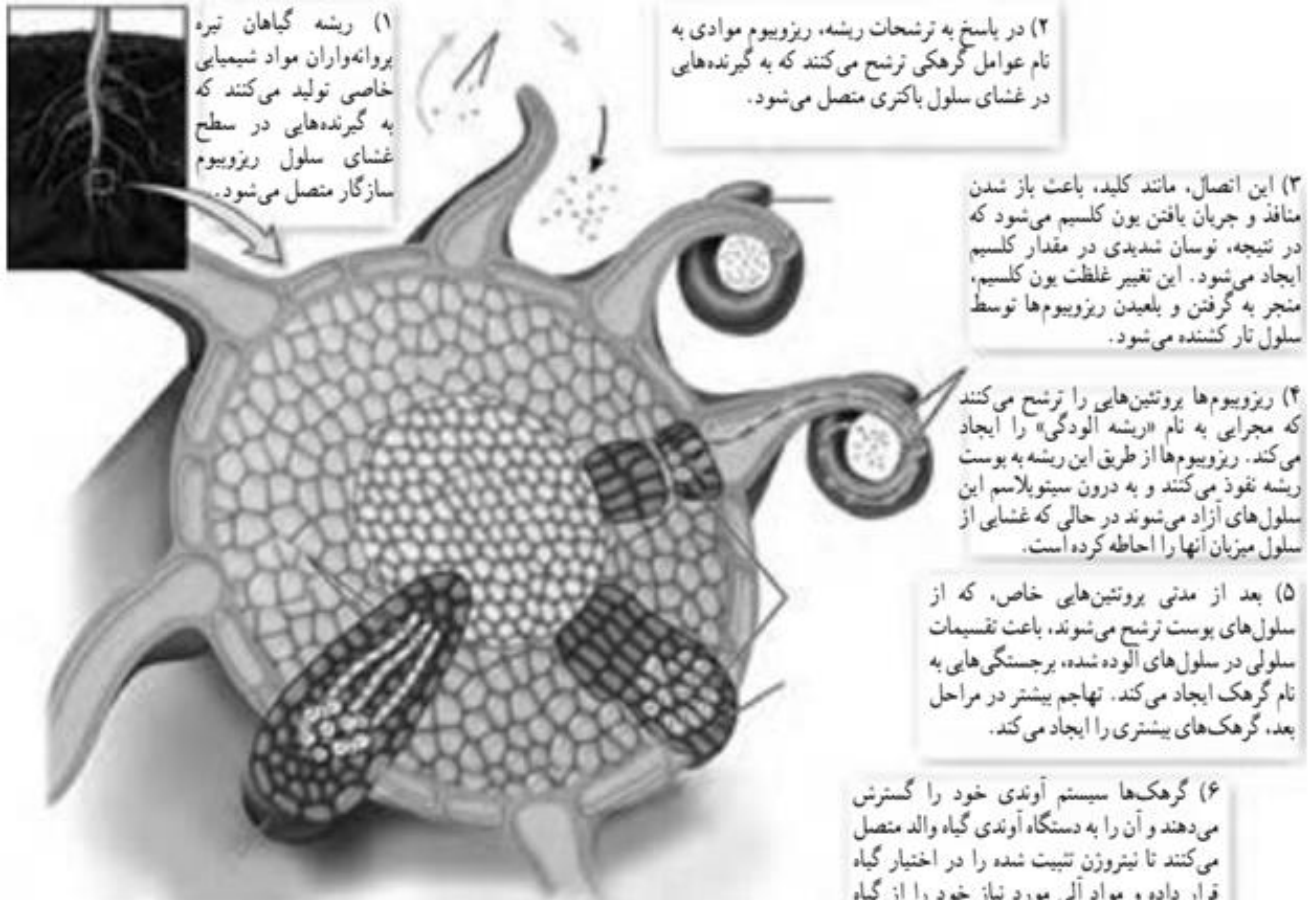 ۱) ریشه گیاهان تیره
پروانه‌واران مواد شیمیایی
خاصی تولید می‌کنند که
به گیرنده‌هایی در سطح
غشای سلول ریزوبیوم
سازگار متصل می‌شود.
۲) در پاسخ به ترشحات ریشه، ریزوبیوم موادی به
نام عوامل گرهکی ترشح می‌کنند که به گیرنده‌هایی
در غشای سلول باکتری متصل می‌شود.
۳) این اتصال، مانند کلید، باعث باز شدن
منافذ و جریان یافتن یون کلسیم می‌شود که
در نتیجه، نوسان شدیدی در مقدار کلسیم
ایجاد می‌شود. این تغییر غلظت یون کلسیم،
منجر به گرفتن و بلعیدن ریزوبیوم‌ها توسط
سلول تار کشنده می‌شود.
۴) ریزوبیوم‌ها پروتئین‌هایی را ترشح می‌کنند
که مجرایی به نام «ریشه آلودگی» را ایجاد
می‌کند. ریزوبیوم‌ها از طریق این ریشه به پوست
ریشه نفوذ می‌کنند و به درون سیتوپلاسم این
سلول‌های آزاد می‌شوند در حالی که غشایی از
سلول میزبان آنها را احاطه کرده است.
۵) بعد از مدتی پروتئین‌هایی خاص، که از
سلول‌های پوست ترشح می‌شوند، باعث تقسیمات
سلولی در سلول‌های آلوده شده، برجستگی‌هایی به
نام گرهک ایجاد می‌کند. تهاجم بیشتر در مراحل
بعد، گرهک‌های بیشتری را ایجاد می‌کند.
۶) گرهک‌ها سیستم آوندی خود را گسترش
می‌دهند و آن را به دستگاه آوندی گیاه والد متصل
می‌کنند تا نیتروژن تثبیت شده را در اختیار گیاه
قرار داده و مواد آلی مورد نیاز خود را از گیاه